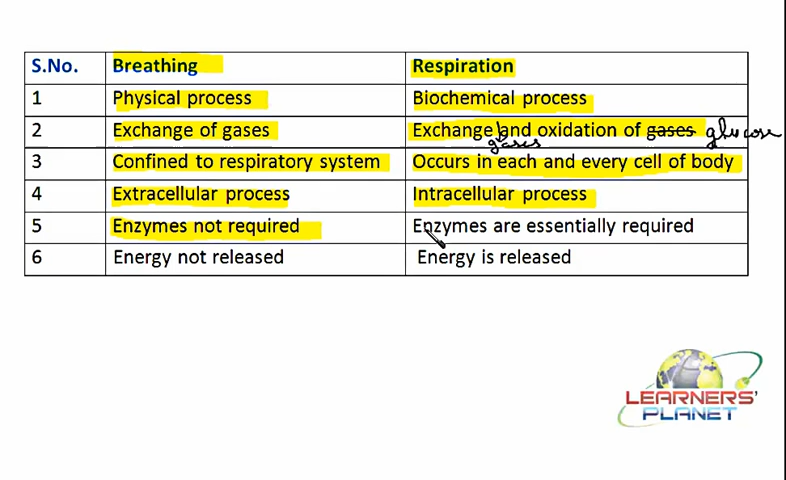 S.No. Breathing Respiration
1 Physical process Biochemical process
2 Exchange of gases Exchange gases and oxidation of gases glucose
3 Confined to respiratory system Occurs in each and every cell of body
4 Extracellular process Intracellular process
5 Enzymes not required Enzymes are essentially required
6 Energy not released Energy is released
LEARNERS'
PLANET